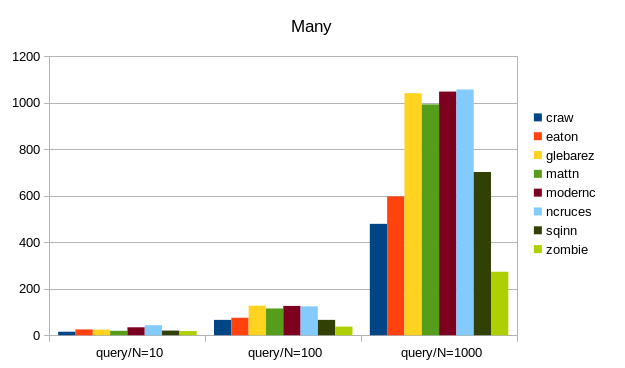 Many
1200
1000
800
600
400
200
0
query/N=10 query/N=100 query/N=1000
craw
eaton
glebarez
mattn
modernc
ncruces
sqinn
zombie